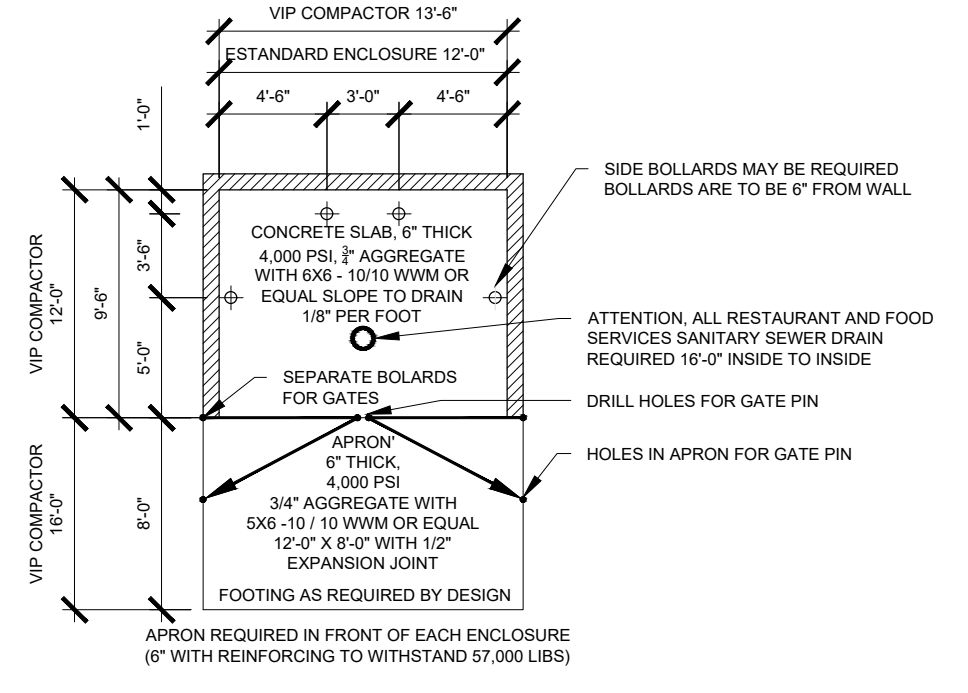 VIP COMPACTOR 13'-6"
ESTANDARD ENCLOSURE 12'-0"
4'-6"
3'-0"
4'-6"
1'-0"
SIDE BOLLARDS MAY BE REQUIRED
BOLLARDS ARE TO BE 6" FROM WALL
VIP COMPACTOR
12'-0"
9'-6"
3'-6"
5'-0"
CONCRETE SLAB, 6" THICK
4,000 PSI, 3/4" AGGREGATE
WITH 6X6 - 10/10 WWM OR
EQUAL SLOPE TO DRAIN
1/8" PER FOOT
ATTENTION, ALL RESTAURANT AND FOOD
SERVICES SANITARY SEWER DRAIN
REQUIRED 16'-0" INSIDE TO INSIDE
SEPARATE BOLARDS
FOR GATES
DRILL HOLES FOR GATE PIN
HOLES IN APRON FOR GATE PIN
VIP COMPACTOR
16'-0"
8'-0"
APRON'
6" THICK,
4,000 PSI
3/4" AGGREGATE WITH
5X6 -10 / 10 WWM OR EQUAL
12'-0" X 8'-0" WITH 1/2"
EXPANSION JOINT
FOOTING AS REQUIRED BY DESIGN
APRON REQUIRED IN FRONT OF EACH ENCLOSURE
(6" WITH REINFORCING TO WITHSTAND 57,000 LIBS)